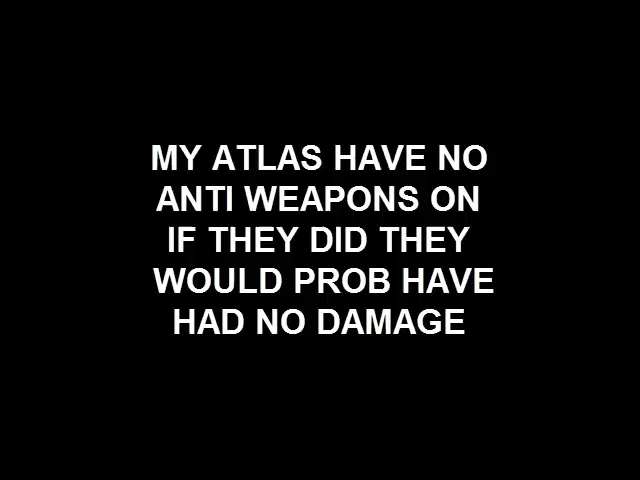 MY ATLAS HAVE NO
ANTI WEAPONS ON
IF THEY DID THEY
WOULD PROB HAVE
HAD NO DAMAGE